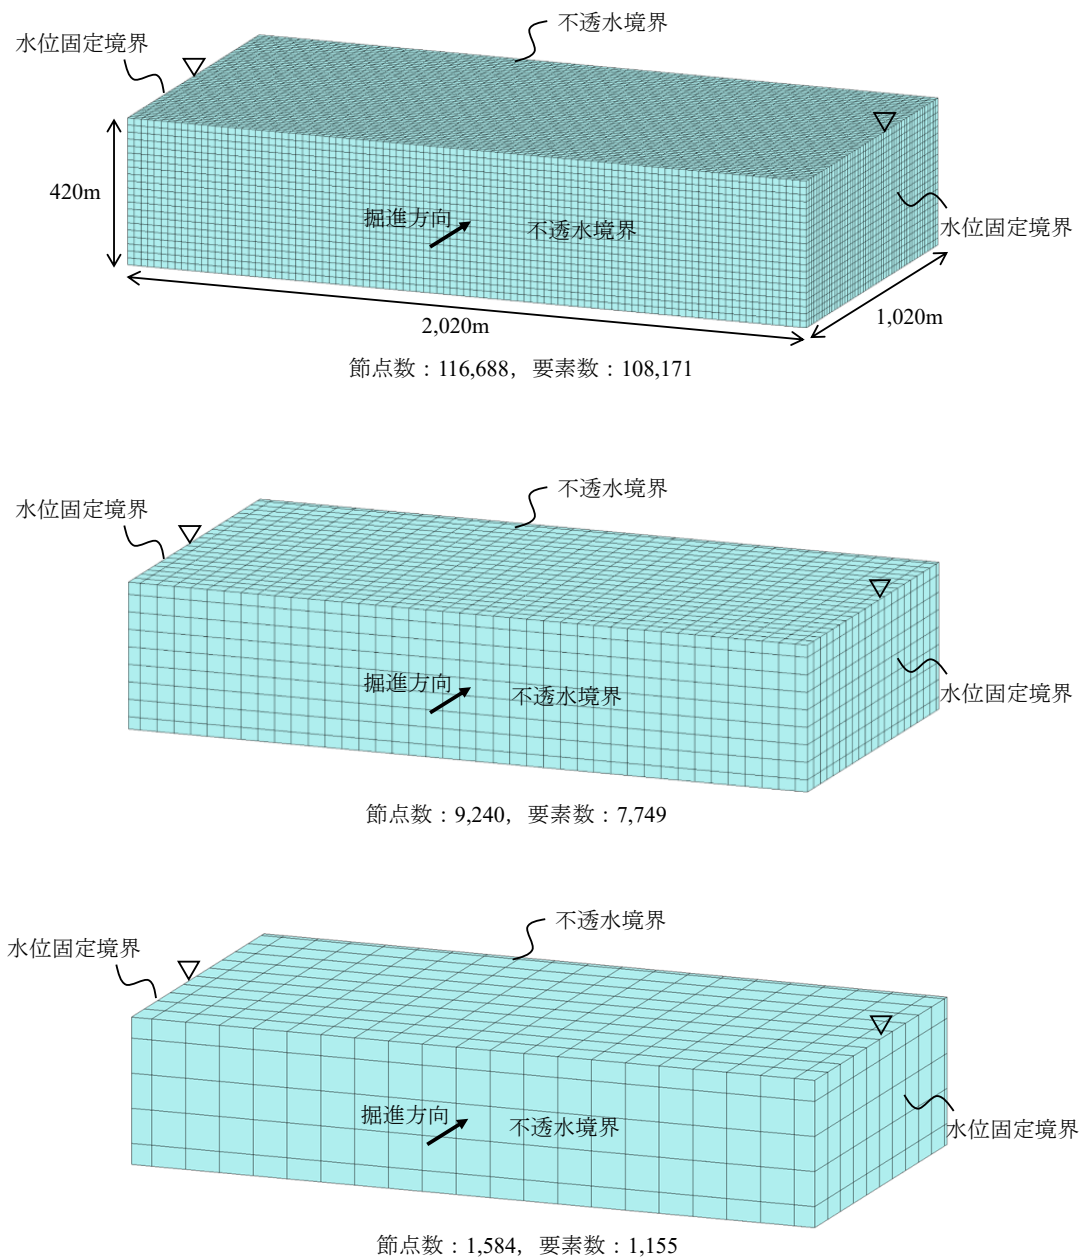 不透水境界
水位固定境界
420m
掘進方向
不透水境界
水位固定境界
2,020m
1,020m
節点数：116,688，要素数：108,171
不透水境界
水位固定境界
掘進方向
不透水境界
水位固定境界
節点数：9,240，要素数：7,749
不透水境界
水位固定境界
掘進方向
不透水境界
水位固定境界
節点数：1,584，要素数：1,155